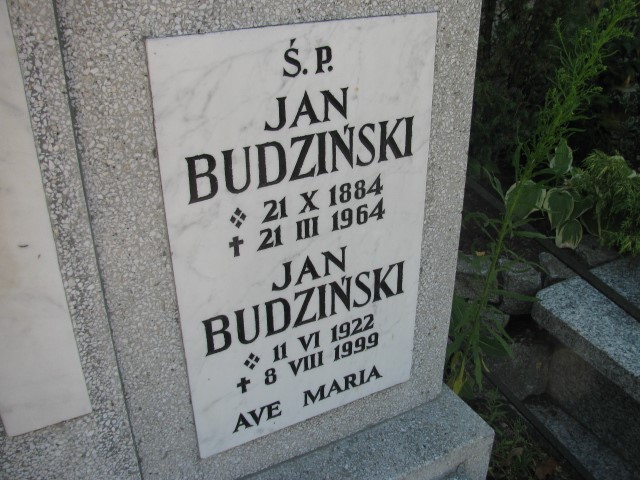 Ś.P.
JAN
BUDZIŃSKI
21 X 1884
✝ 21 III 1964
JAN
BUDZIŃSKI
11 VI 1922
✝ 8 VIII 1999
AVE MARIA